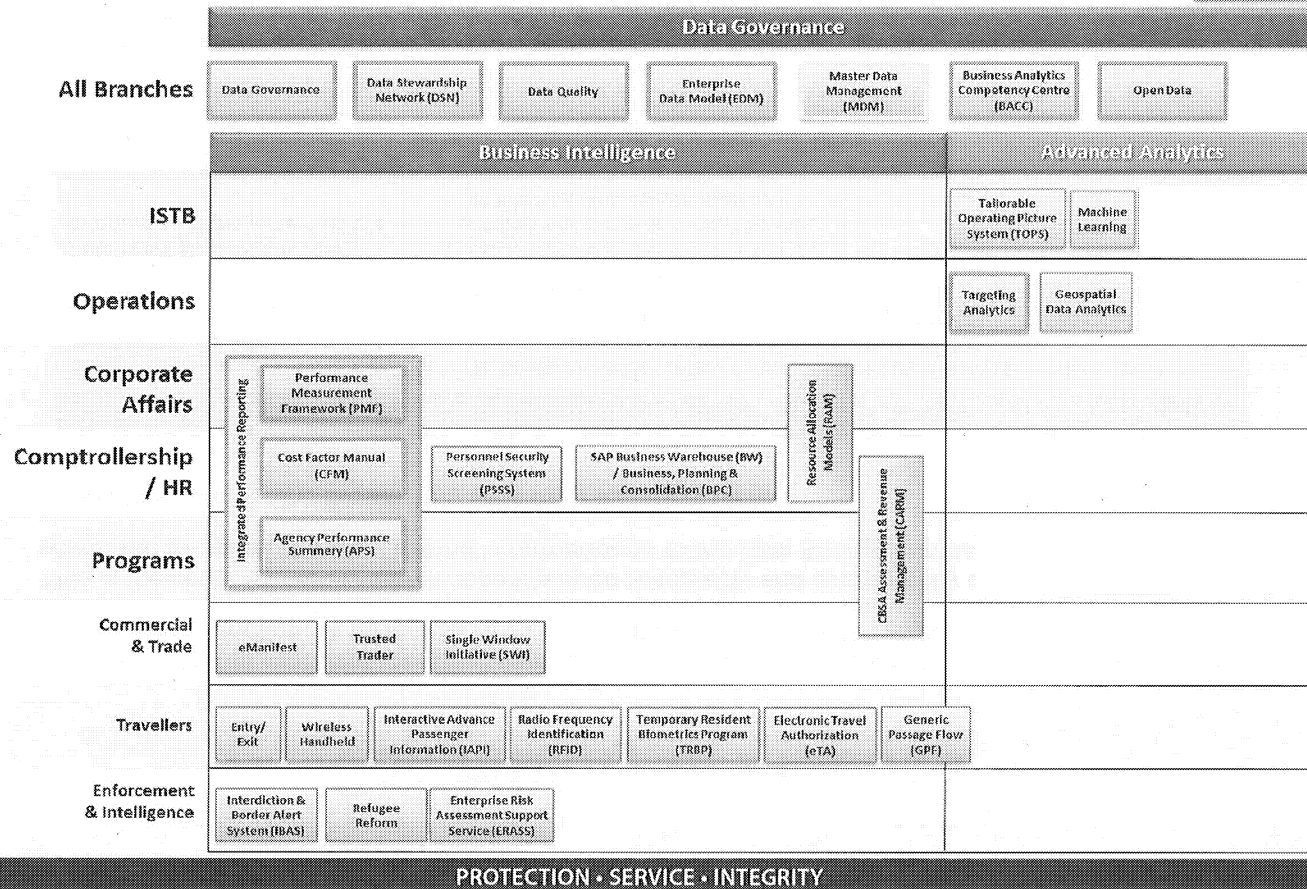 Data Governance
All Branches
Data Governance
Data Stewardship
Network (DSN)
Data Quality
Enterprise
Data Model (EDM)
Master Data
Management
(MDM)
Business Analytics
Competency Centre
(BACC)
Open Data
Business Intelligence
Advanced Analytics
ISTB
Tailorable
Operating Picture
System (TOPS)
Machine
Learning
Operations
Targeting
Analytics
Geospatial
Data Analytics
Corporate
Affairs
Integrated Performance Reporting
Performance
Measurement
Framework (PMF)
Resource Allocation
Models (RAM)
Comptrollership
/ HR
Cost Factor Manual
(CFM)
Personnel Security
Screening System
(PSSS)
SAP Business Warehouse (BW)
/ Business, Planning &
Consolidation (BPC)
CBSA Assessment & Revenue
Management (CARM)
Programs
Agency Performance
Summery (APS)
Commercial
& Trade
eManifest
Trusted
Trader
Single Window
Initiative (SWI)
Travellers
Entry/
Exit
Wireless
Handheld
Interactive Advance
Passenger
Information (IAPI)
Radio Frequency
Identification
(RFID)
Temporary Resident
Biometrics Program
(TRBP)
Electronic Travel
Authorization
(eTA)
Generic
Passage Flow
(GPF)
Enforcement
& Intelligence
Interdiction &
Border Alert
System (IBAS)
Refugee
Reform
Enterprise Risk
Assessment Support
Service (ERASS)
PROTECTION • SERVICE • INTEGRITY